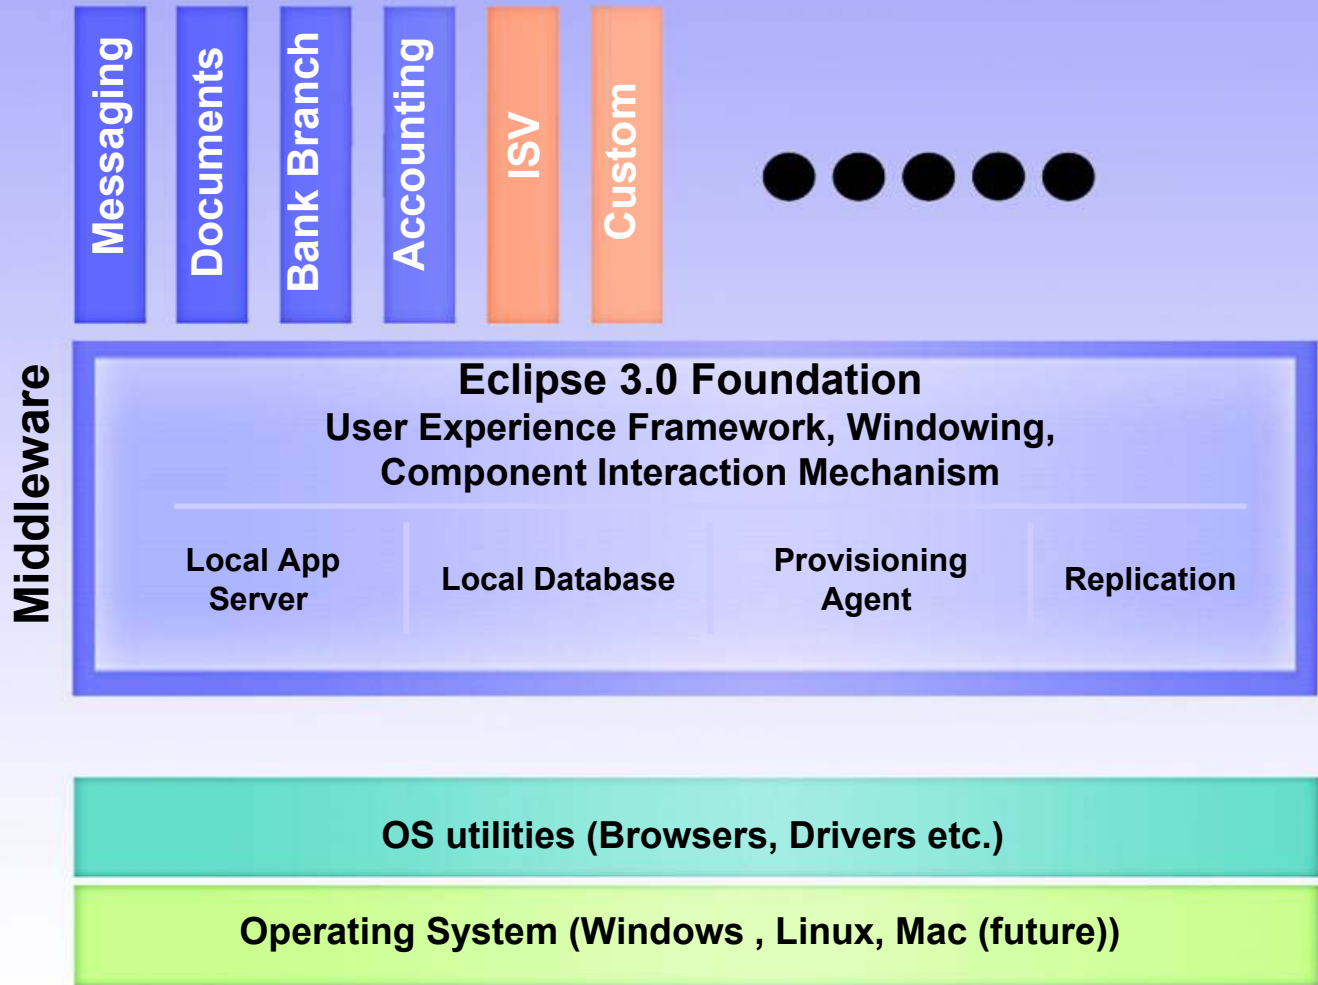 Messaging
Documents
Bank Branch
Accounting
ISV
Custom
Middleware
Eclipse 3.0 Foundation
User Experience Framework, Windowing,
Component Interaction Mechanism
Local App
Server
Local Database
Provisioning
Agent
Replication
OS utilities (Browsers, Drivers etc.)
Operating System (Windows , Linux, Mac (future))